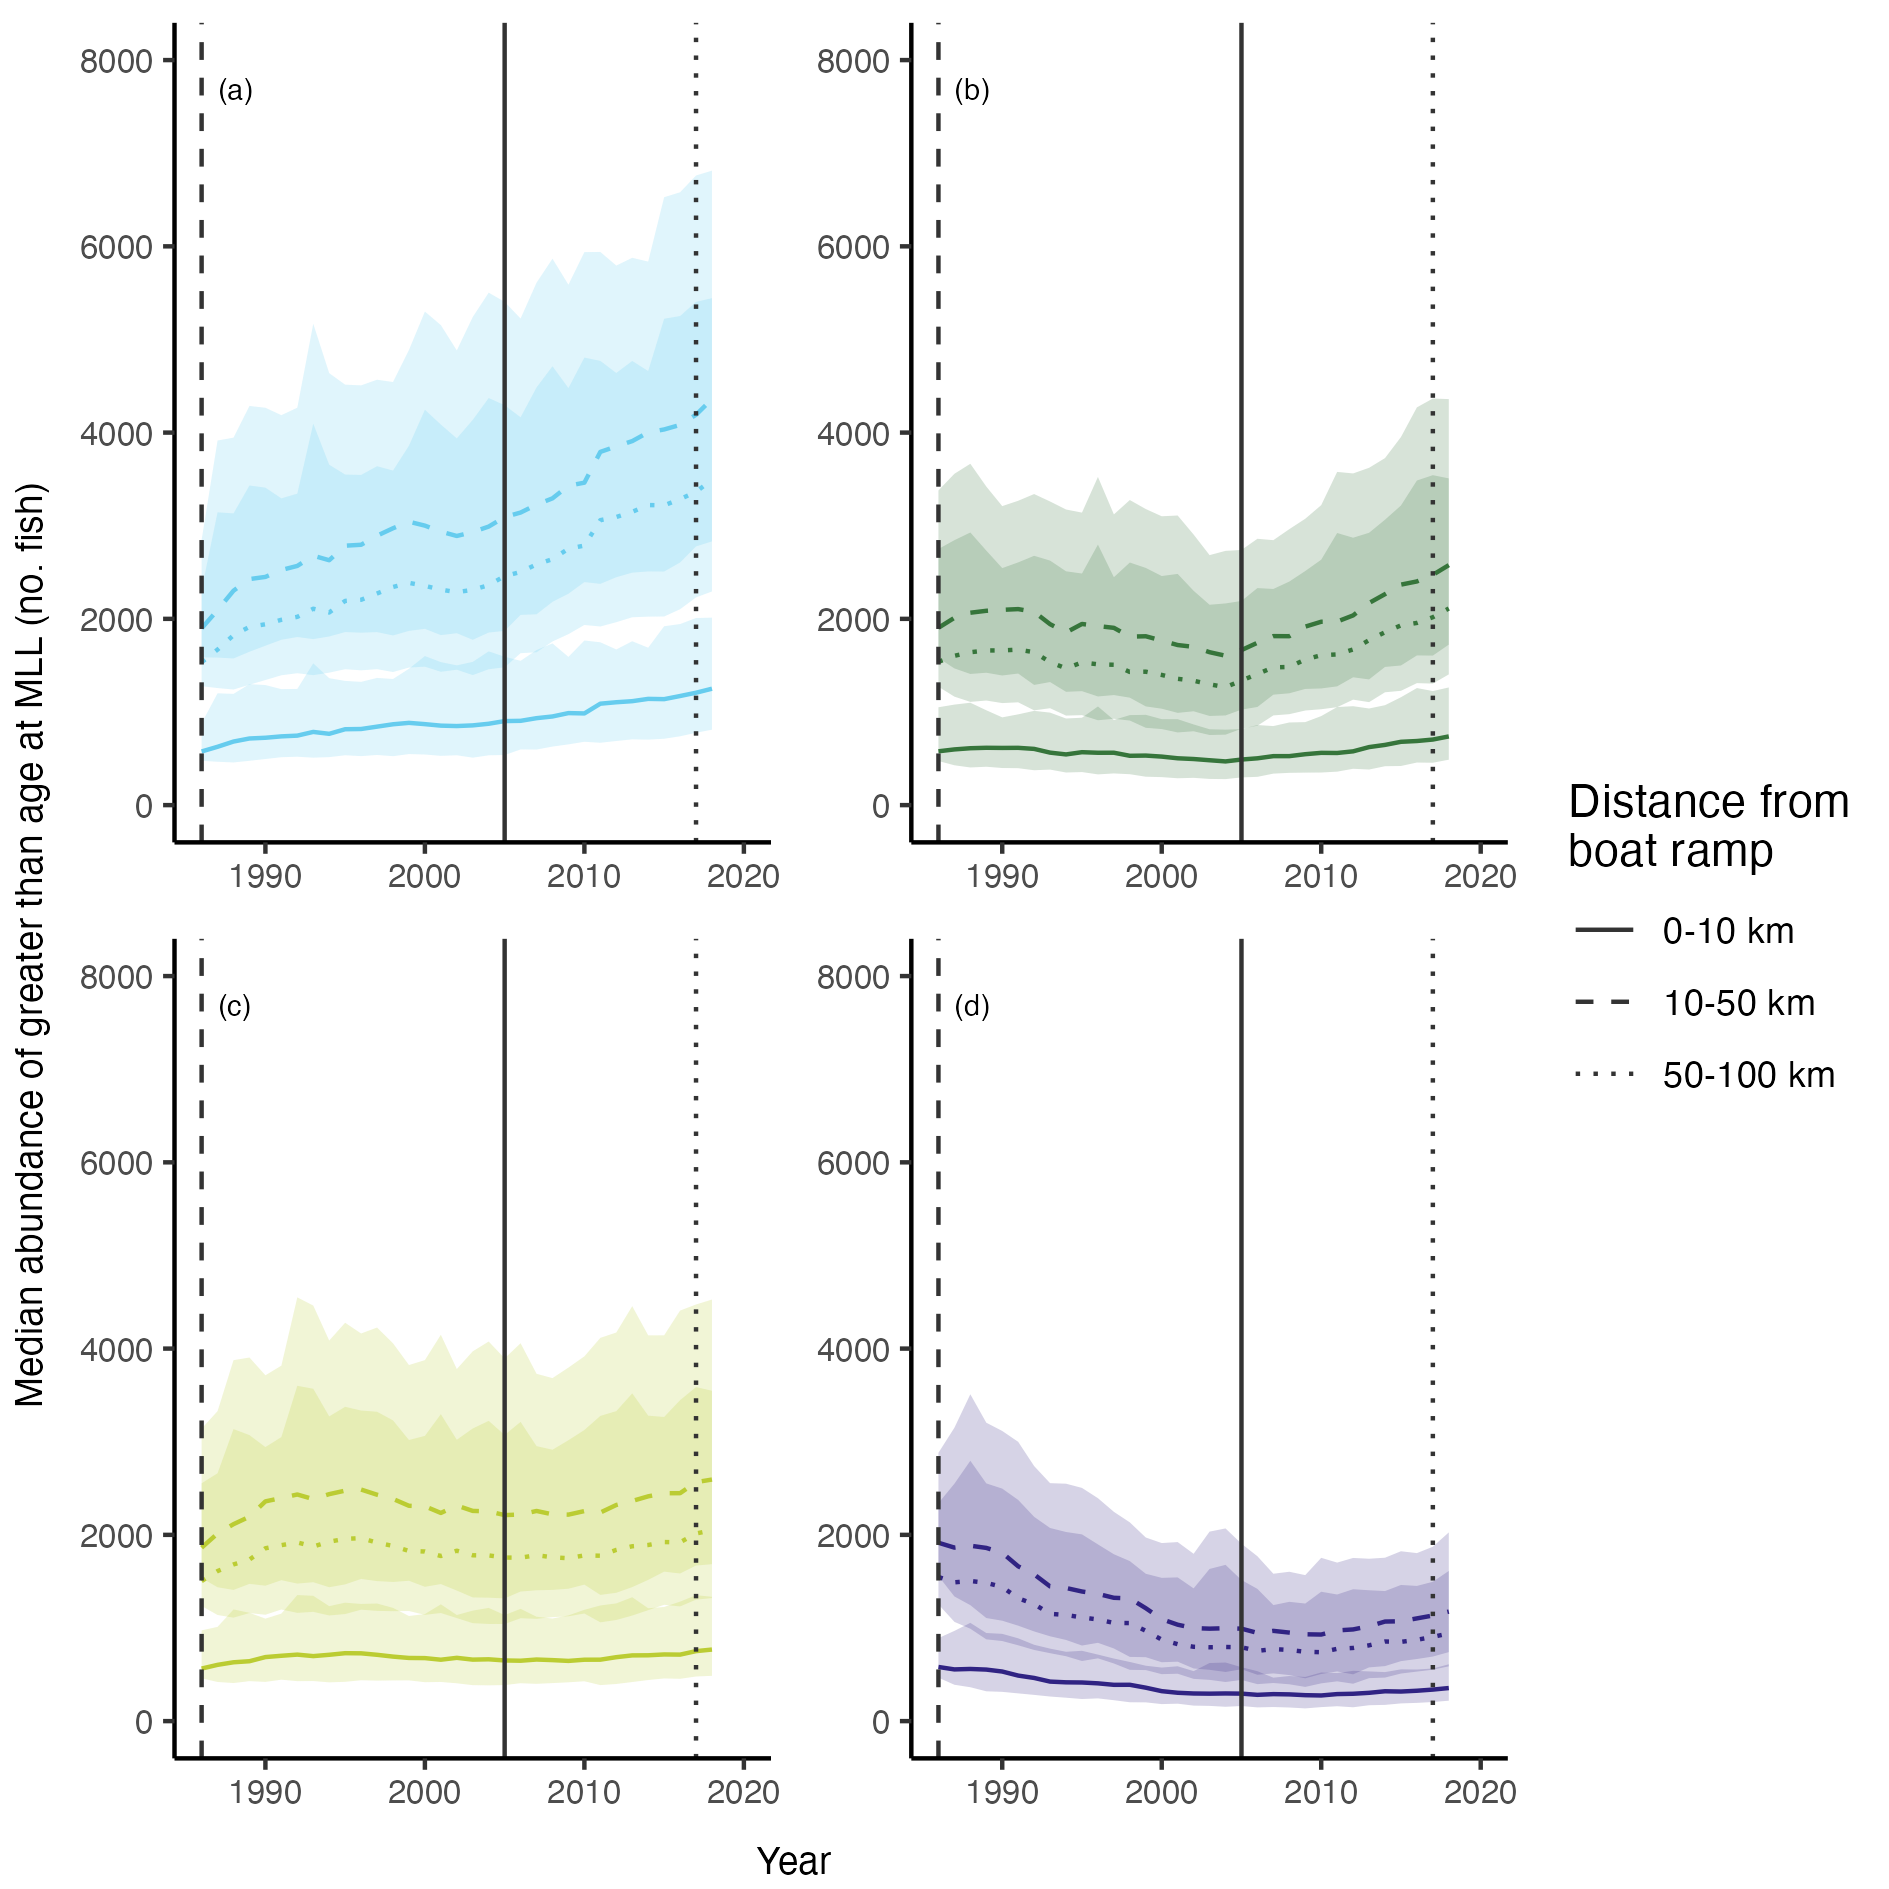 Median abundance of greater than age at MLL (no. fish)
8000
6000
4000
2000
0
(a)
1990 2000 2010 2020
8000
6000
4000
2000
0
(b)
1990 2000 2010 2020
8000
6000
4000
2000
0
(c)
1990 2000 2010 2020
8000
6000
4000
2000
0
(d)
1990 2000 2010 2020
Year
Distance from
boat ramp
0-10 km
10-50 km
50-100 km